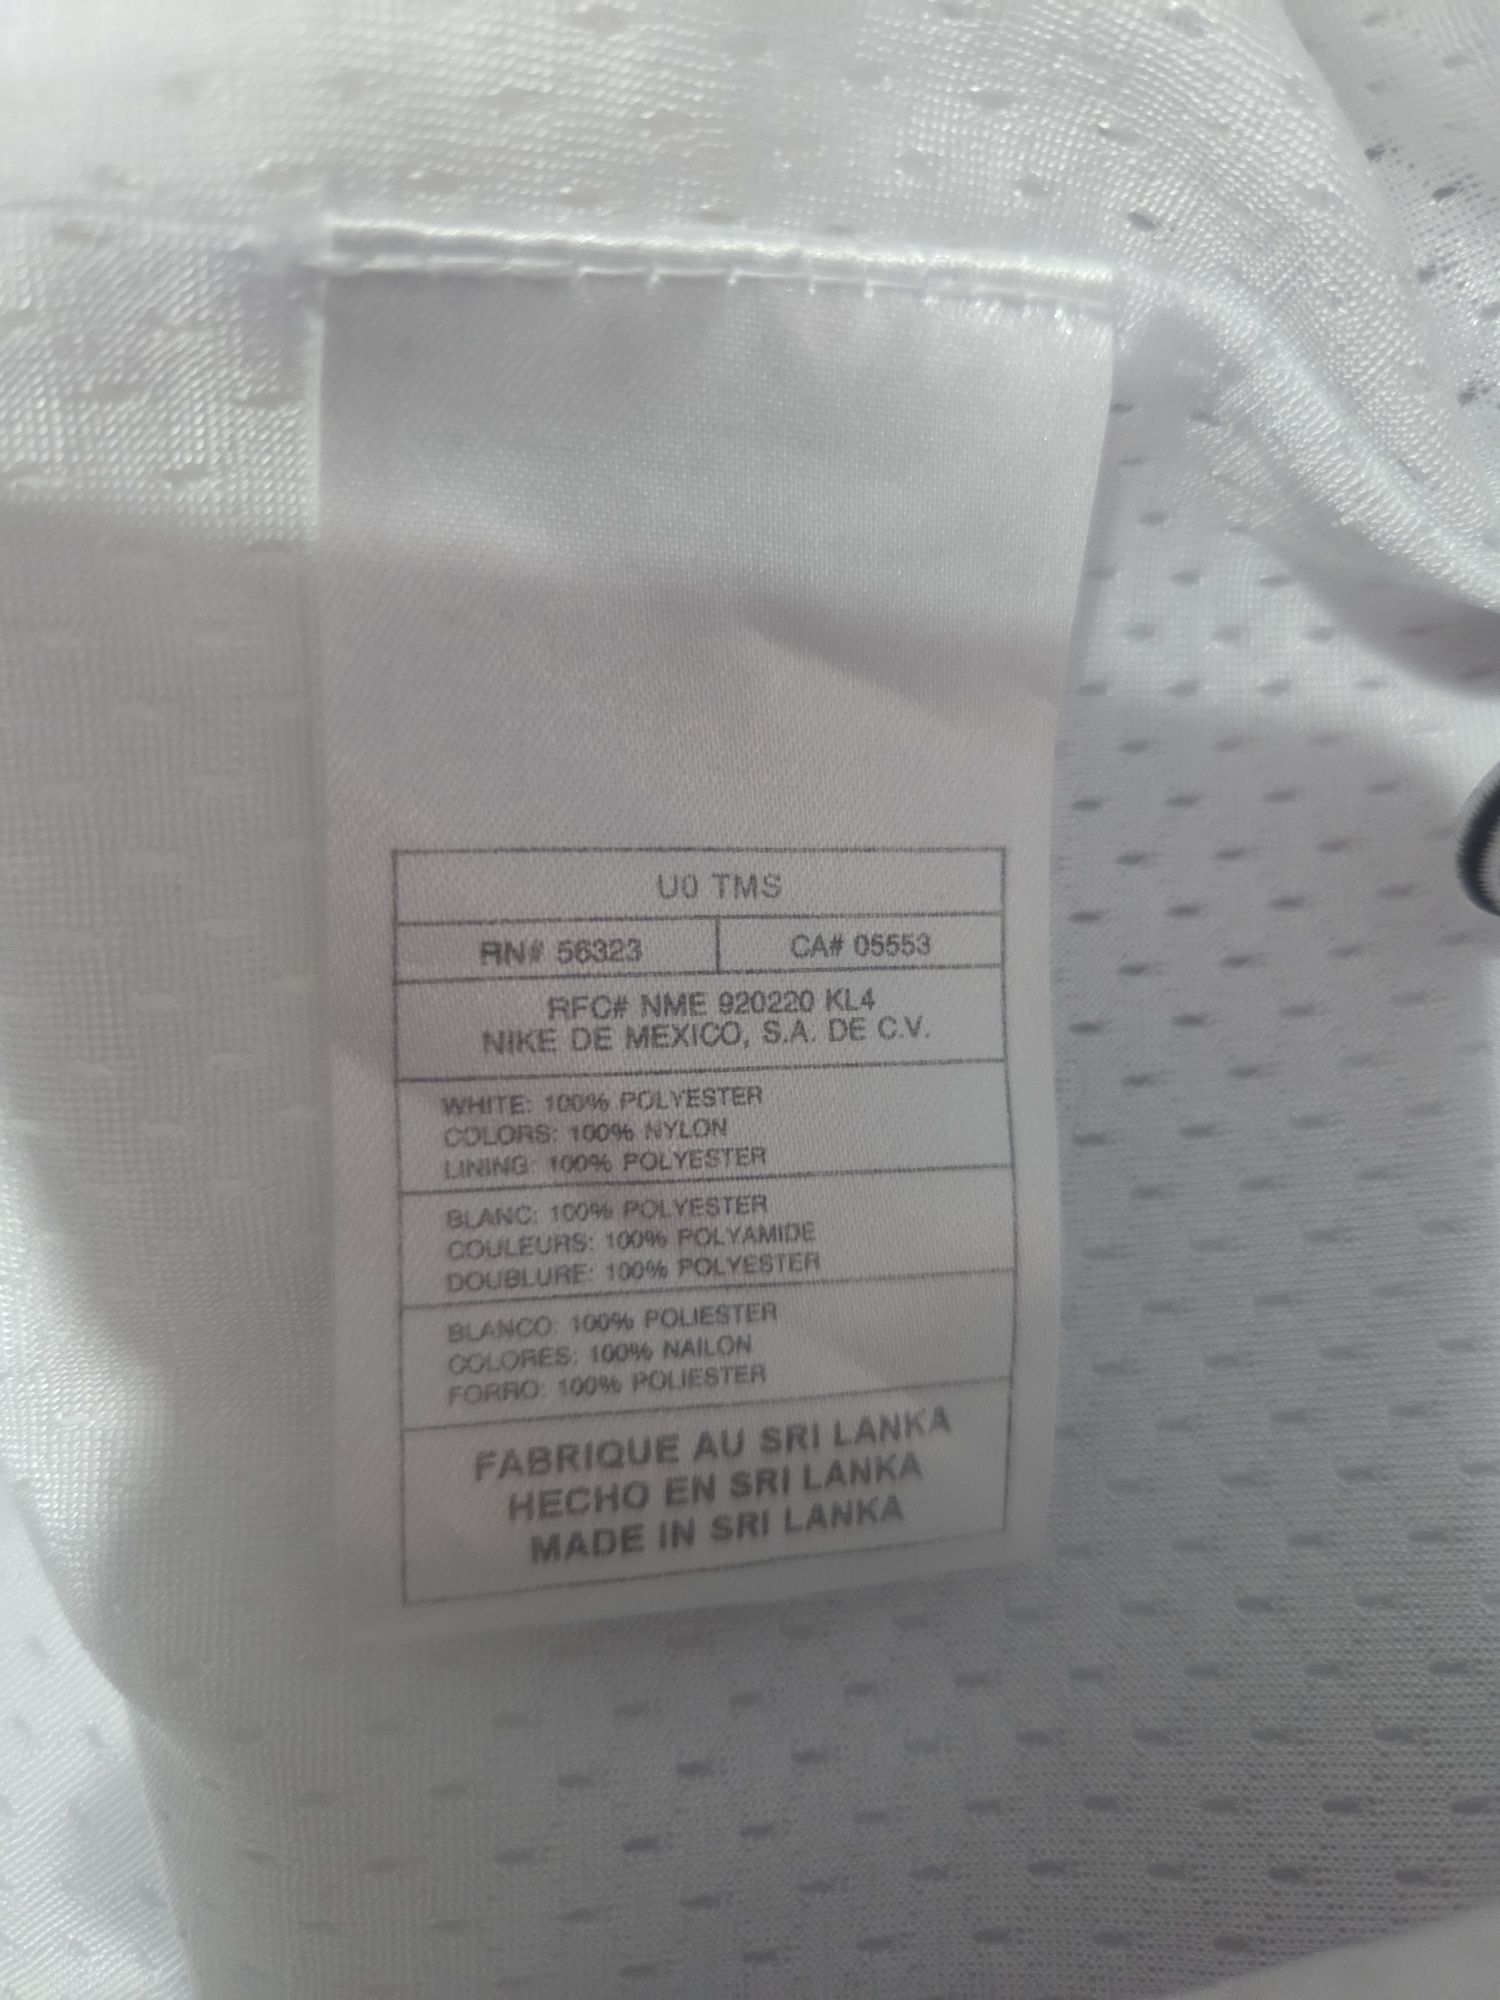 U0 TMS
RN# 56323
CA# 05553
RFC# NME 920220 KL4
NIKE DE MEXICO, S.A. DE C.V.
WHITE: 100% POLYESTER
COLORS: 100% NYLON
LINING: 100% POLYESTER
BLANC: 100% POLYESTER
COULEURS: 100% POLYAMIDE
DOUBLURE: 100% POLYESTER
BLANCO: 100% POLIESTER
COLORES: 100% NAILON
FORRO: 100% POLIESTER
FABRIQUE AU SRI LANKA
HECHO EN SRI LANKA
MADE IN SRI LANKA